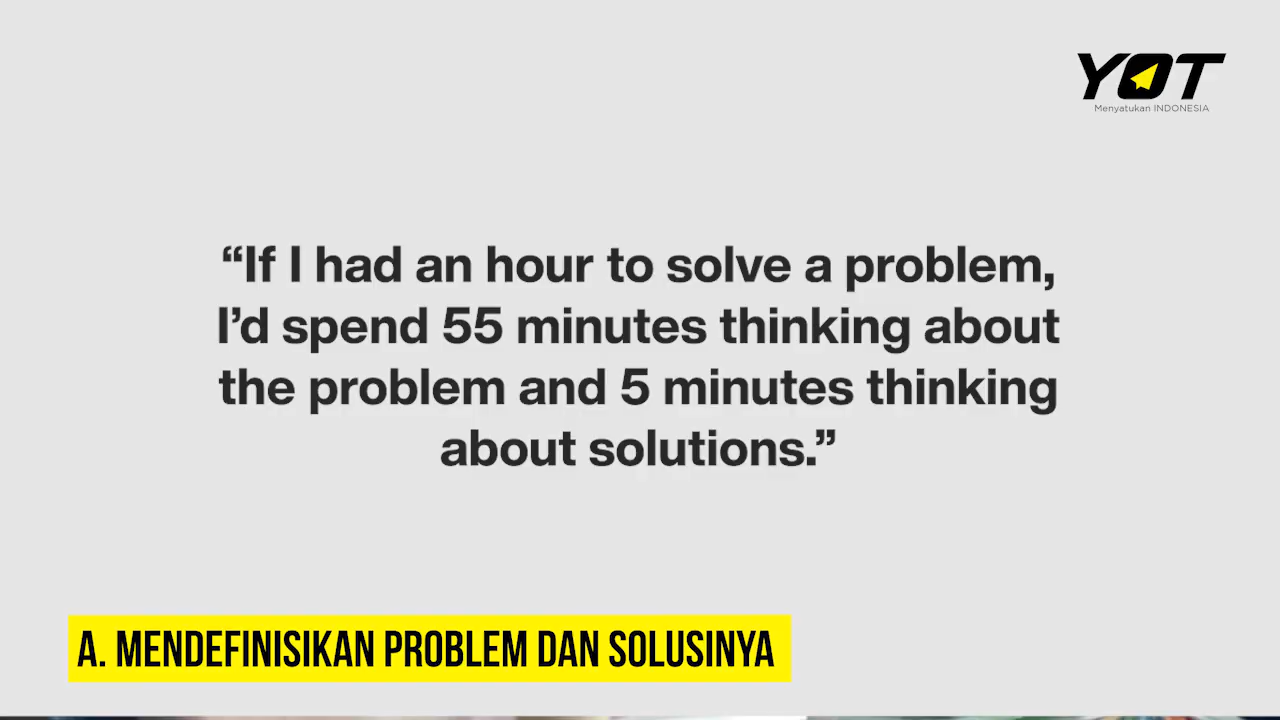 YOT
Menyatukan INDONESIA
“If I had an hour to solve a problem,
I’d spend 55 minutes thinking about
the problem and 5 minutes thinking
about solutions.”
A. MENDEFINISIKAN PROBLEM DAN SOLUSINYA